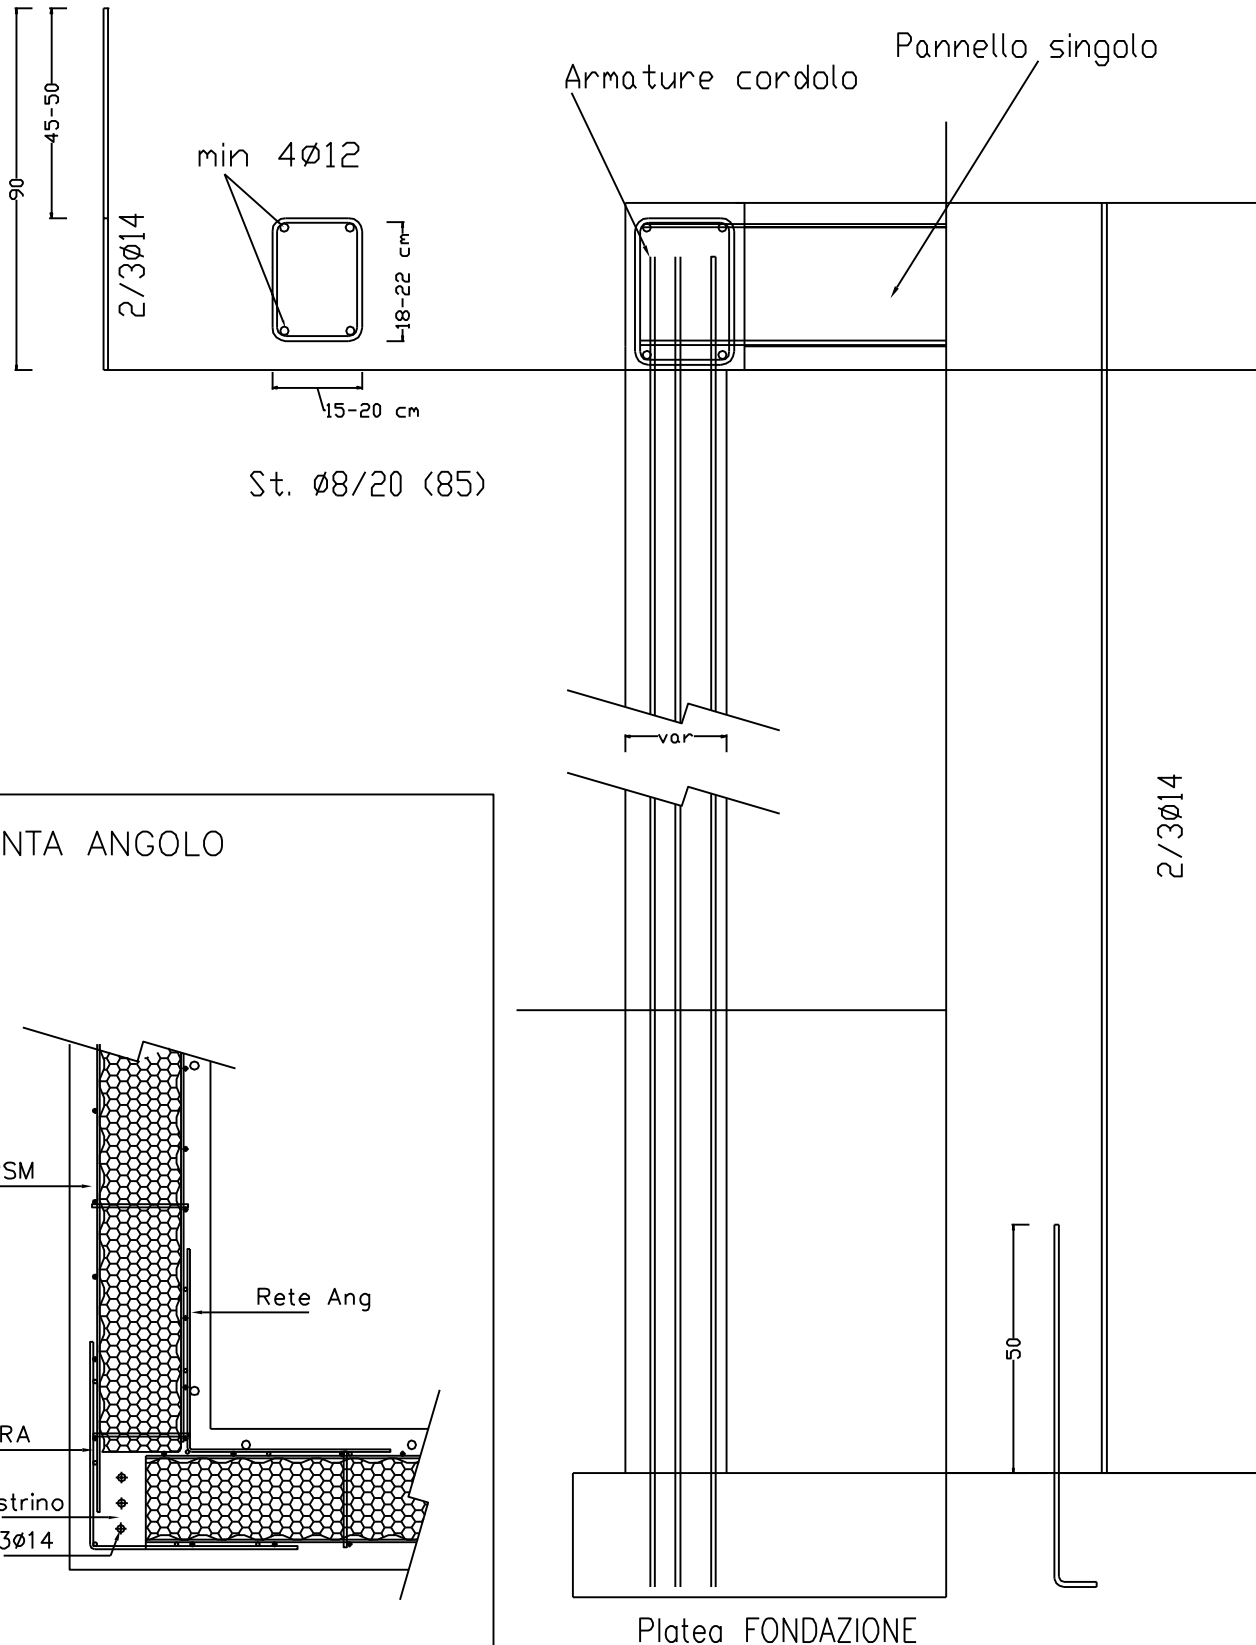 Pannello singolo
Armature cordolo
45-50
90
min 4Ø12
2/3Ø14
18-22 cm
15-20 cm
St. Ø8/20 (85)
var
2/3Ø14
NTA ANGOLO
SM
Rete Ang
50
RA
strino
3Ø14
Platea FONDAZIONE